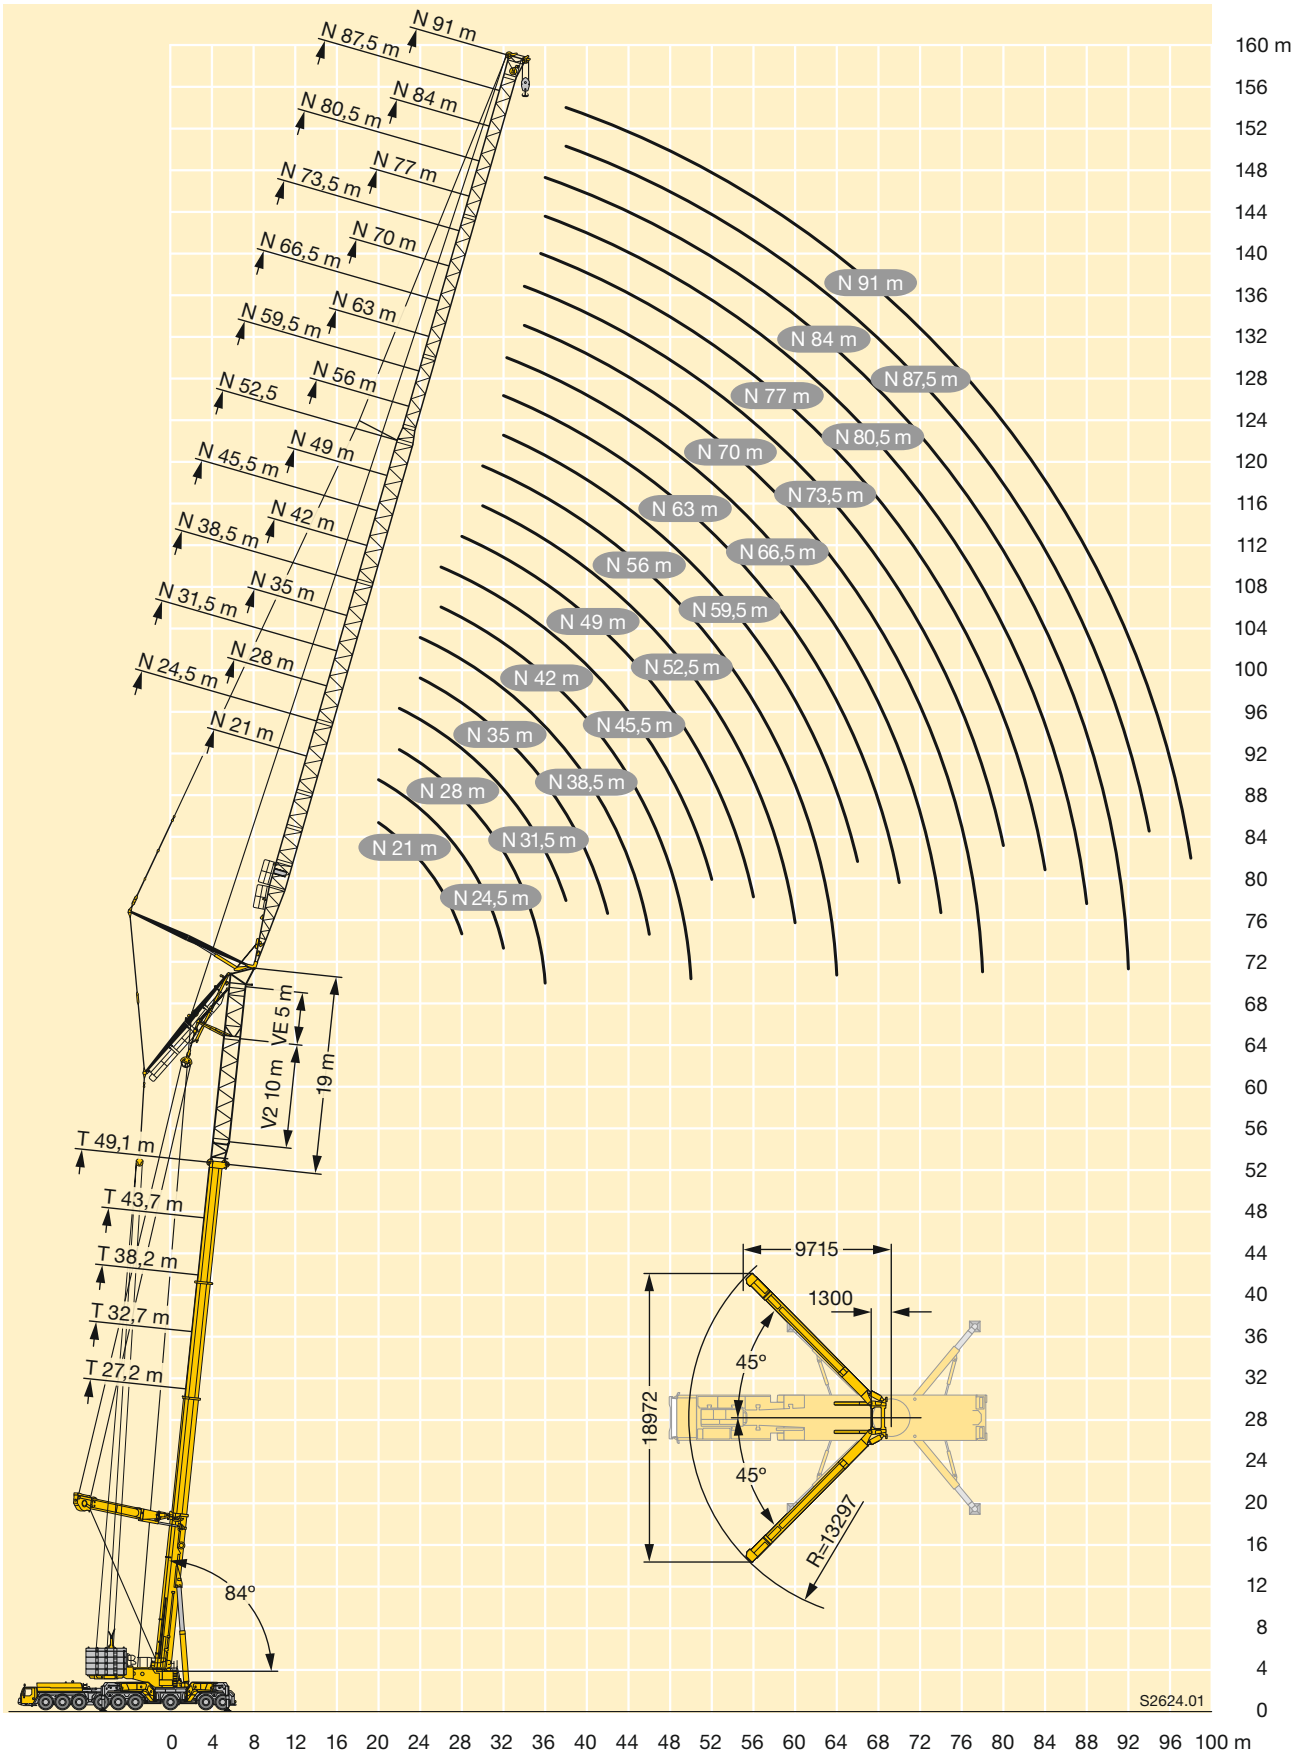 N 91 m
N 87,5 m
N 84 m
N 80,5 m
N 77 m
N 73,5 m
N 70 m
N 66,5 m
N 63 m
N 59,5 m
N 56 m
N 52,5
N 49 m
N 45,5 m
N 42 m
N 38,5 m
N 35 m
N 31,5 m
N 28 m
N 24,5 m
N 21 m
N 91 m
N 84 m
N 87,5 m
N 77 m
N 80,5 m
N 70 m
N 73,5 m
N 63 m
N 66,5 m
N 56 m
N 59,5 m
N 49 m
N 52,5 m
N 42 m
N 45,5 m
N 35 m
N 38,5 m
N 28 m
N 31,5 m
N 21 m
N 24,5 m
VE 5 m
V2 10 m
19 m
T 49,1 m
T 43,7 m
T 38,2 m
T 32,7 m
T 27,2 m
84°
9715
1300
45°
18972
45°
R=13297
S2624.01
160 m
156
152
148
144
140
136
132
128
124
120
116
112
108
104
100
96
92
88
84
80
76
72
68
64
60
56
52
48
44
40
36
32
28
24
20
16
12
8
4
0
0 4 8 12 16 20 24 28 32 36 40 44 48 52 56 60 64 68 72 76 80 84 88 92 96 100 m